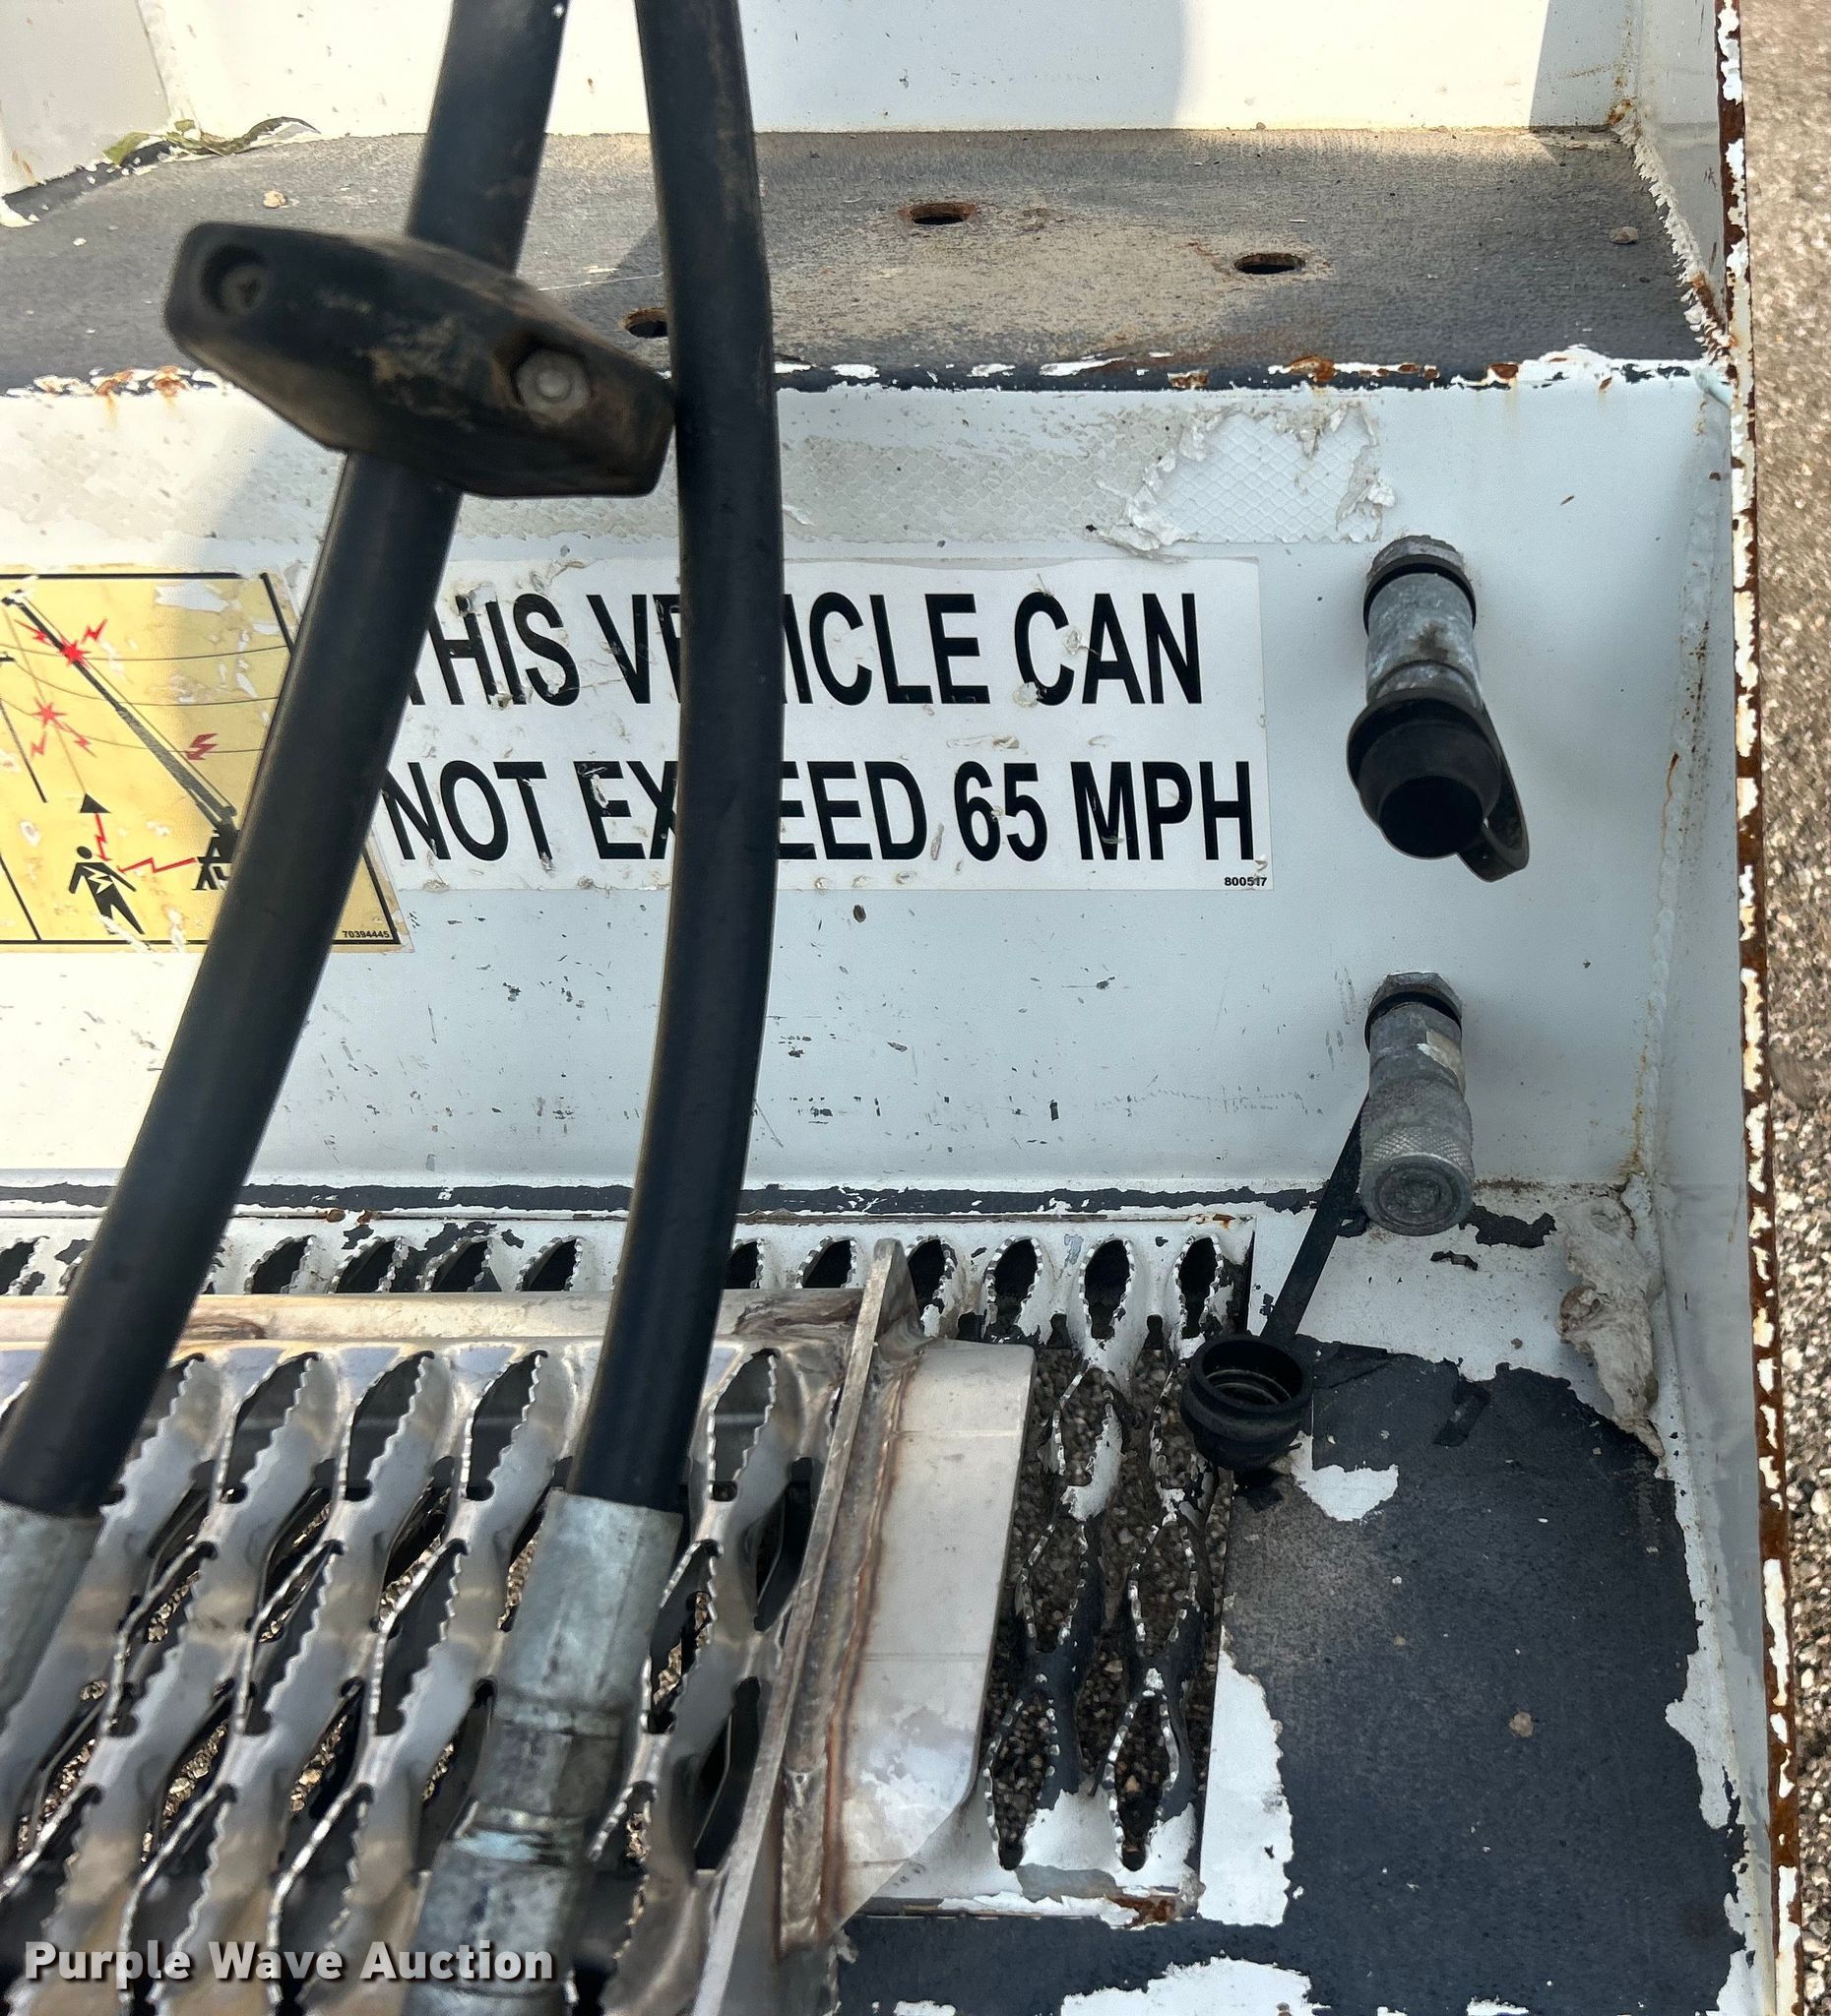 THIS VEHICLE CAN
NOT EXCEED 65 MPH
800517
70394445
Purple Wave Auction